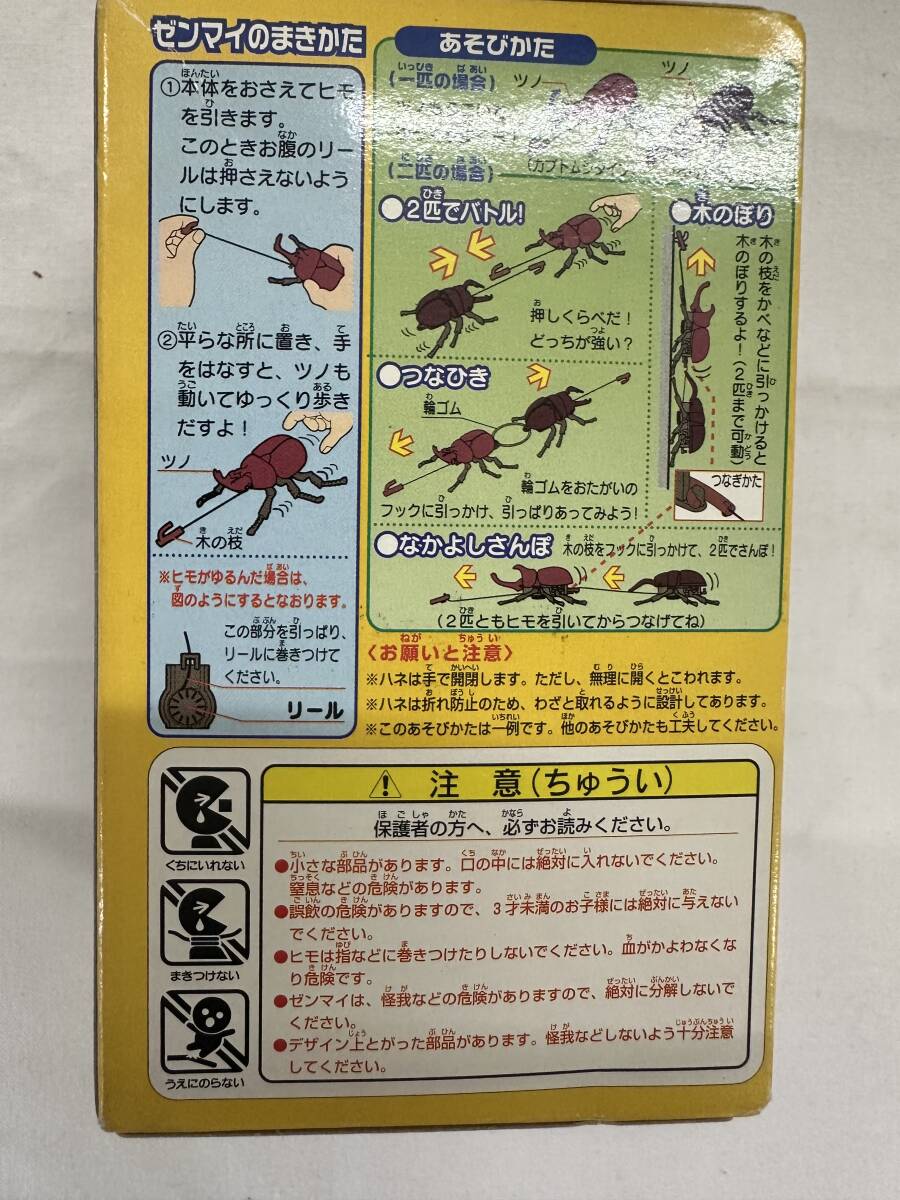 ゼンマイのまきかた
①本体をおさえてヒモ
を引きます。
このときお腹のリー
ルは押さえないよう
にします。
②平らな所に置き、手
をはなすと、ツノも
動いてゆっくり歩き
だすよ！
ツノ
木の枝
※ヒモがゆるんだ場合は、
図のようにするとなおります。
この部分を引っぱり、
リールに巻きつけて
ください。
リール
あそびかた
(一匹の場合)
ツノ
ツノ
(カブトムシタイプ)
(二匹の場合)
●2匹でバトル!
押しくらべだ！
どっちが強い？
●木のぼり
木の枝をかべなどに引っかけると
木のぼりするよ！(2匹まで可動)
つなぎかた
●つなひき
輪ゴム
輪ゴムをおたがいの
フックに引っかけ、引っぱりあってみよう！
●なかよしさんぽ
木の枝をフックに引っかけて、2匹でさんぽ！
(2匹ともヒモを引いてからつなげてね)
〈お願いと注意〉
※ハネは手で開閉します。ただし、無理に開くとこわれます。
※ハネは折れ防止のため、わざと取れるように設計してあります。
※このあそびかたは一例です。他のあそびかたも工夫してください。
くちにいれない
まきつけない
うえにのらない
注 意(ちゅうい)
保護者の方へ、必ずお読みください。
●小さな部品があります。口の中には絶対に入れないでください。
窒息などの危険があります。
●誤飲の危険がありますので、3才未満のお子様には絶対に与えない
でください。
●ヒモは指などに巻きつけたりしないでください。血がかよわなくな
り危険です。
●ゼンマイは、怪我などの危険がありますので、絶対に分解しないで
ください。
●デザイン上とがった部品があります。怪我などしないよう十分注意
してください。